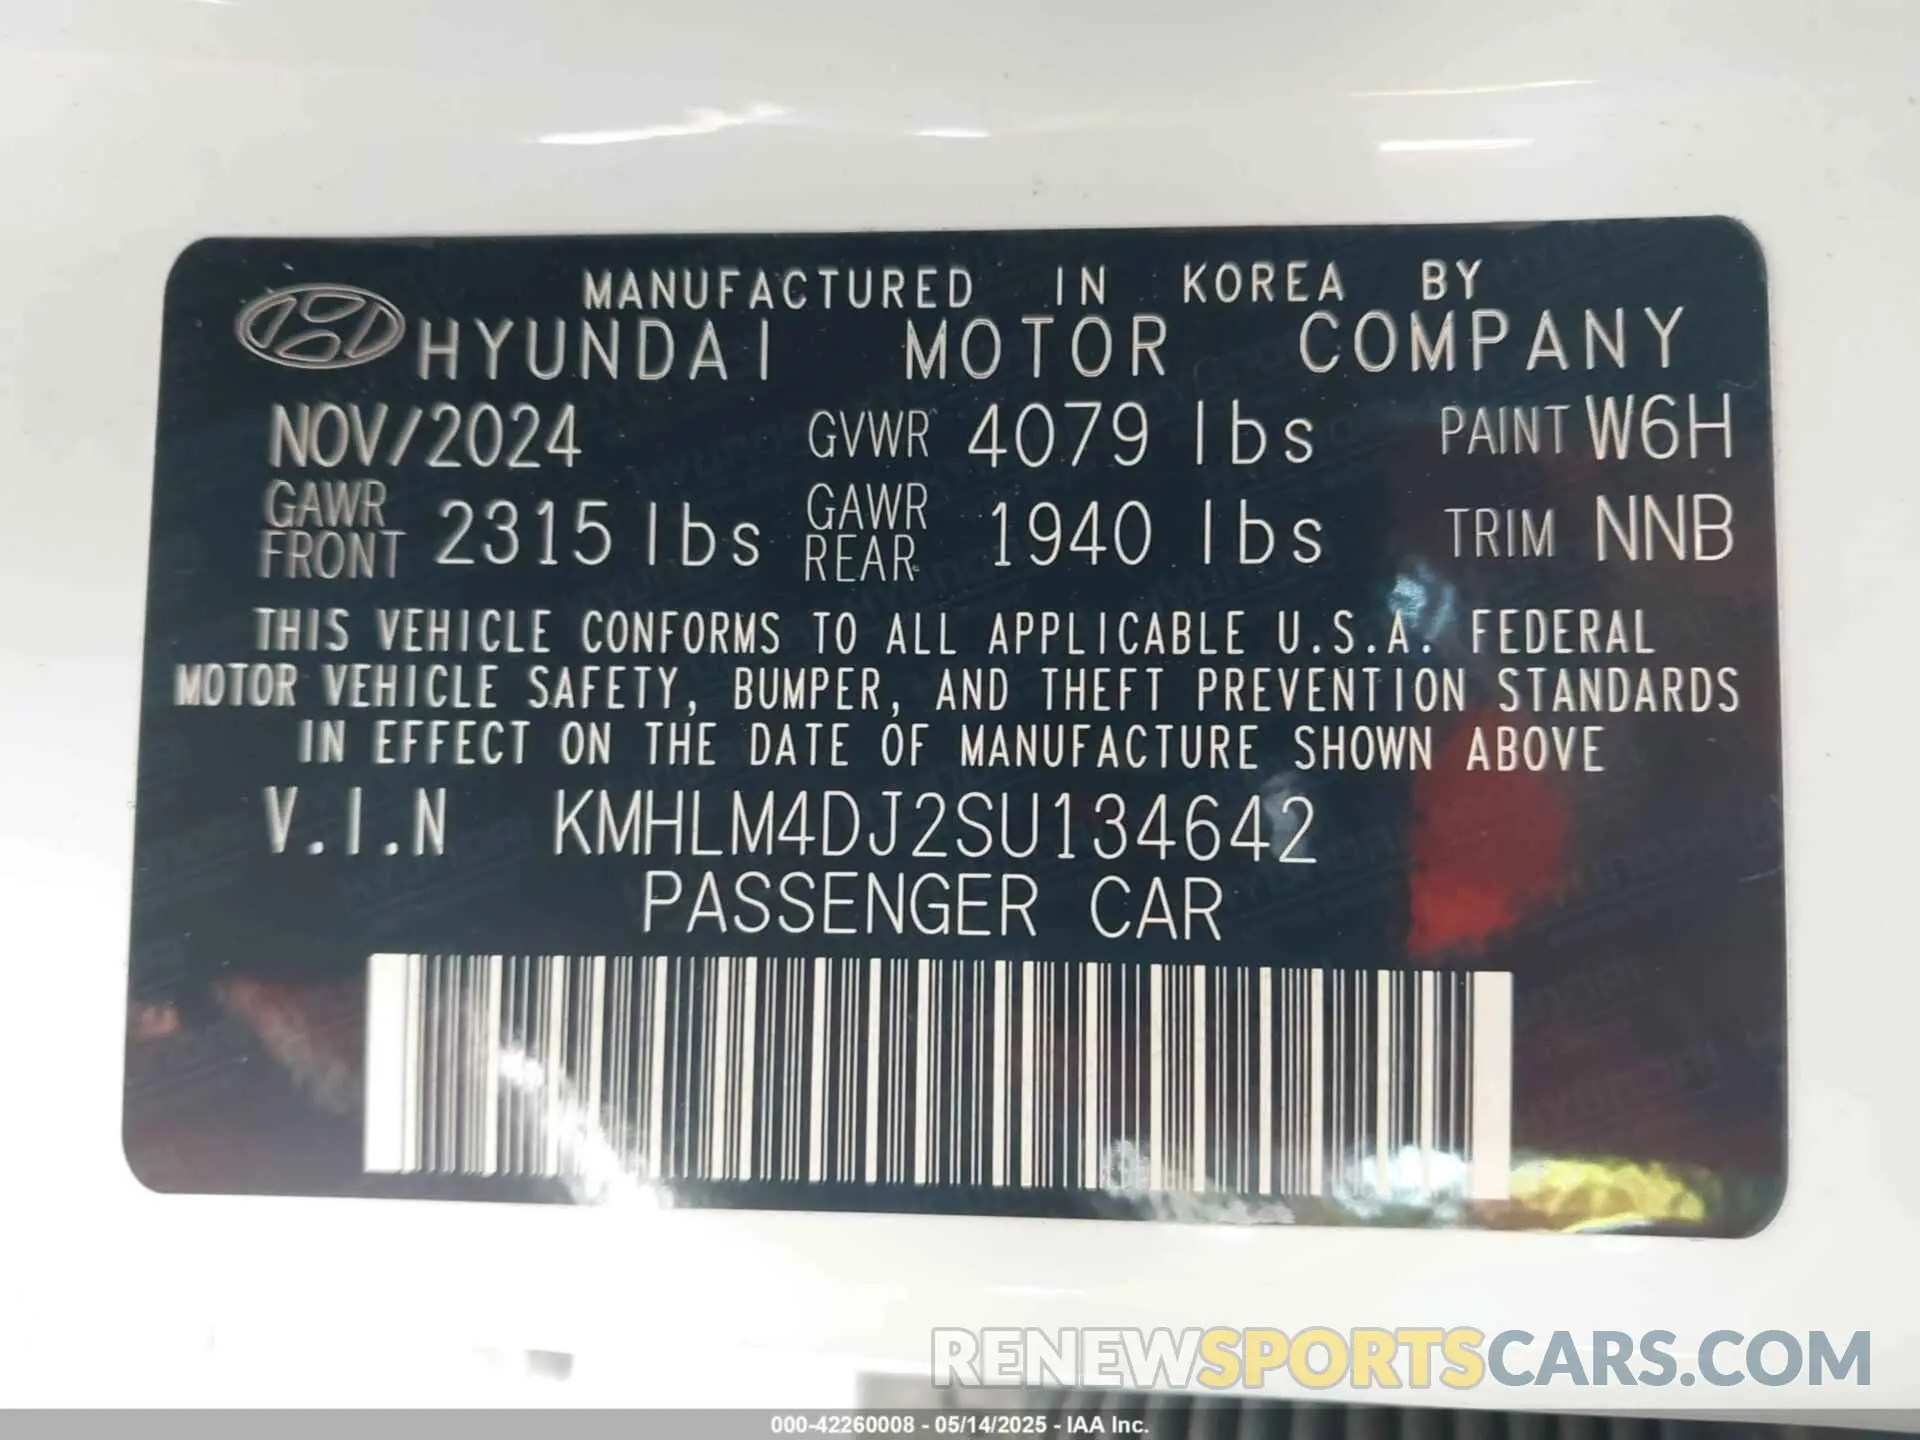 MANUFACTURED IN KOREA BY
HYUNDAI MOTOR COMPANY
NOV/2024 GVWR 4079 lbs PAINT W6H
GAWR FRONT 2315 lbs GAWR REAR 1940 lbs TRIM NNB
THIS VEHICLE CONFORMS TO ALL APPLICABLE U.S.A. FEDERAL
MOTOR VEHICLE SAFETY, BUMPER, AND THEFT PREVENTION STANDARDS
IN EFFECT ON THE DATE OF MANUFACTURE SHOWN ABOVE
V.I.N KMHLM4DJ2SU134642
PASSENGER CAR
RENEWSPORTSCARS.COM
000-42260008 - 05/14/2025 - IAA Inc.